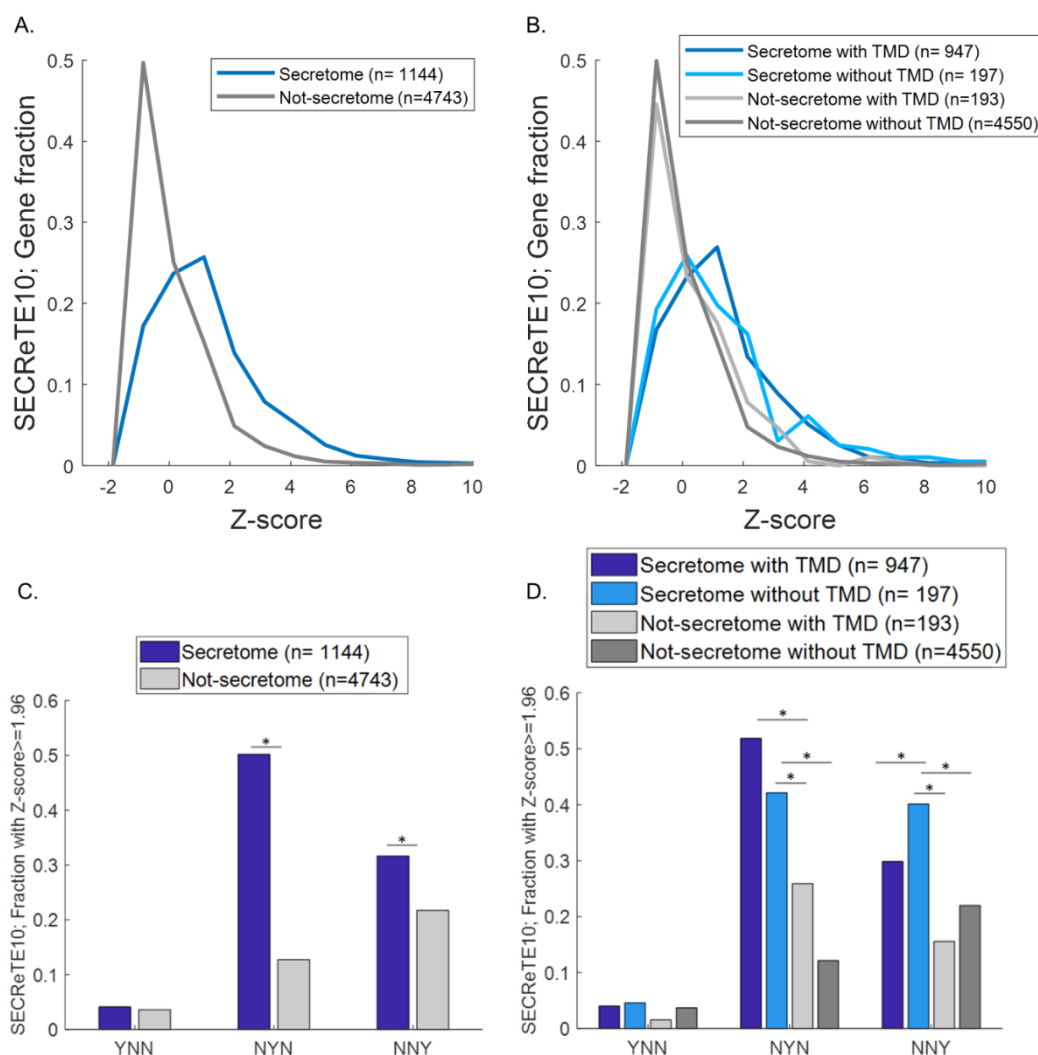 A.
SECReTE10; Gene fraction
0.5
0.4
0.3
0.2
0.1
0
Secretome (n= 1144)
Not-secretome (n=4743)
-2 0 2 4 6 8 10
Z-score
B.
SECReTE10; Gene fraction
0.5
0.4
0.3
0.2
0.1
0
Secretome with TMD (n= 947)
Secretome without TMD (n= 197)
Not-secretome with TMD (n=193)
Not-secretome without TMD (n=4550)
-2 0 2 4 6 8 10
Z-score
C.
Secretome (n= 1144)
Not-secretome (n=4743)
SECReTE10; Fraction with Z-score>=1.96
0.6
0.5
0.4
0.3
0.2
0.1
0
*
*
YNN NYN NNY
D.
Secretome with TMD (n= 947)
Secretome without TMD (n= 197)
Not-secretome with TMD (n=193)
Not-secretome without TMD (n=4550)
SECReTE10; Fraction with Z-score>=1.96
0.6
0.5
0.4
0.3
0.2
0.1
0
*
* * *
* *
YNN NYN NNY